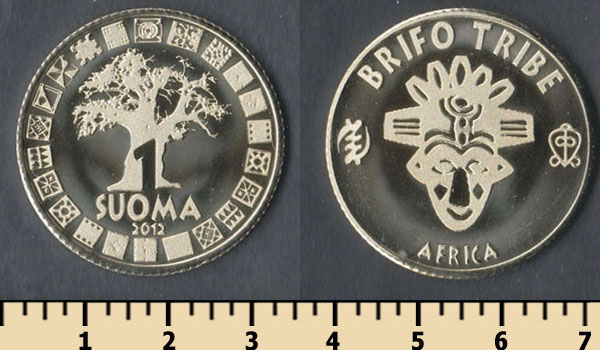 1
SUOMA
2012
BRIFO TRIBE
AFRICA
1 2 3 4 5 6 7